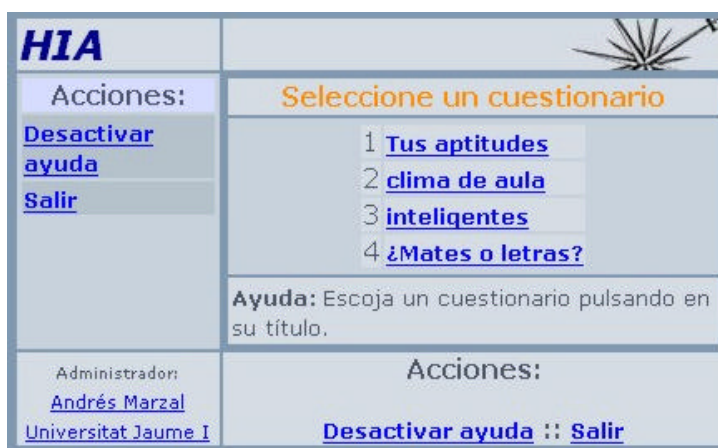 HIA
Acciones:
Desactivar
ayuda
Salir
Seleccione un cuestionario
1 Tus aptitudes
2 clima de aula
3 inteligentes
4 ¿Mates o letras?
Ayuda: Escoja un cuestionario pulsando en
su título.
Administrador:
Andrés Marzal
Universitat Jaume I
Acciones:
Desactivar ayuda :: Salir